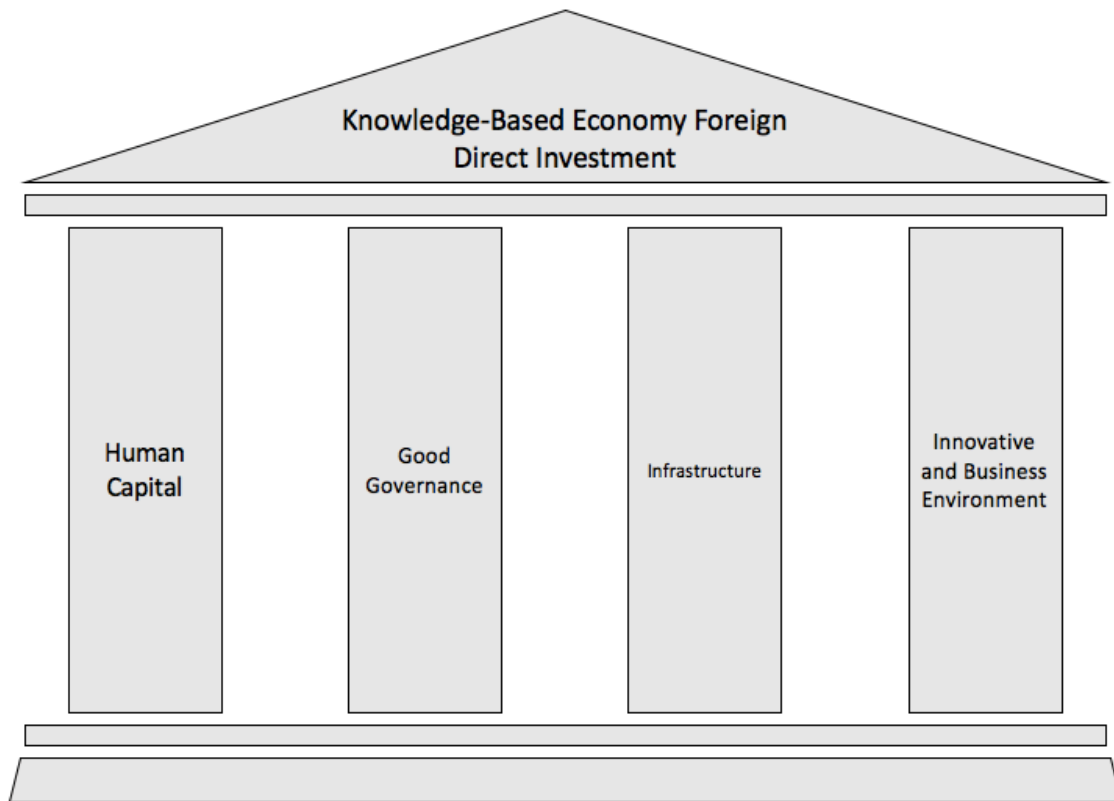 Knowledge-Based Economy Foreign
Direct Investment
Human
Capital
Good
Governance
Infrastructure
Innovative
and Business
Environment